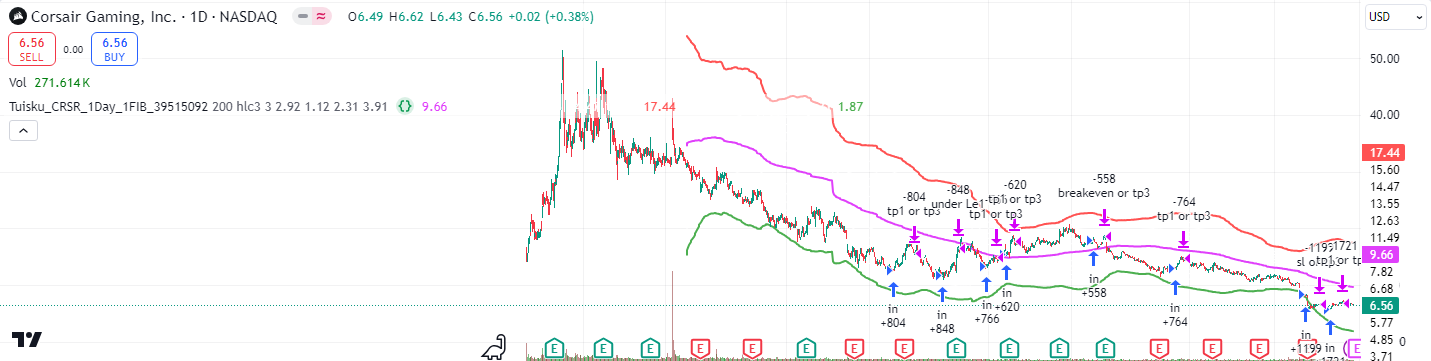 Corsair Gaming, Inc. · 1D · NASDAQ O6.49 H6.62 L6.43 C6.56 +0.02 (+0.38%)
USD
6.56 SELL
0.00
6.56 BUY
Vol 271.614K
Tuisku_CRSR_1Day_1FIB_39515092 200 hlc3 3 2.92 1.12 2.31 3.91 9.66
17.44
1.87
50.00
40.00
17.44
15.60
14.47
13.55
12.63
11.49
9.66
7.82
6.68
6.56
5.77
4.85
3.71
0
-804
tp1 or tp3
-848
under Le1
tp1 or tp3
-620
tp1 or tp3
-558
breakeven or tp3
-764
tp1 or tp3
-1199
-1721
in
+804
in
+848
in
+766
in
+620
in
+558
in
+764
in
+1199
in
E E E E E E E E E E E E E